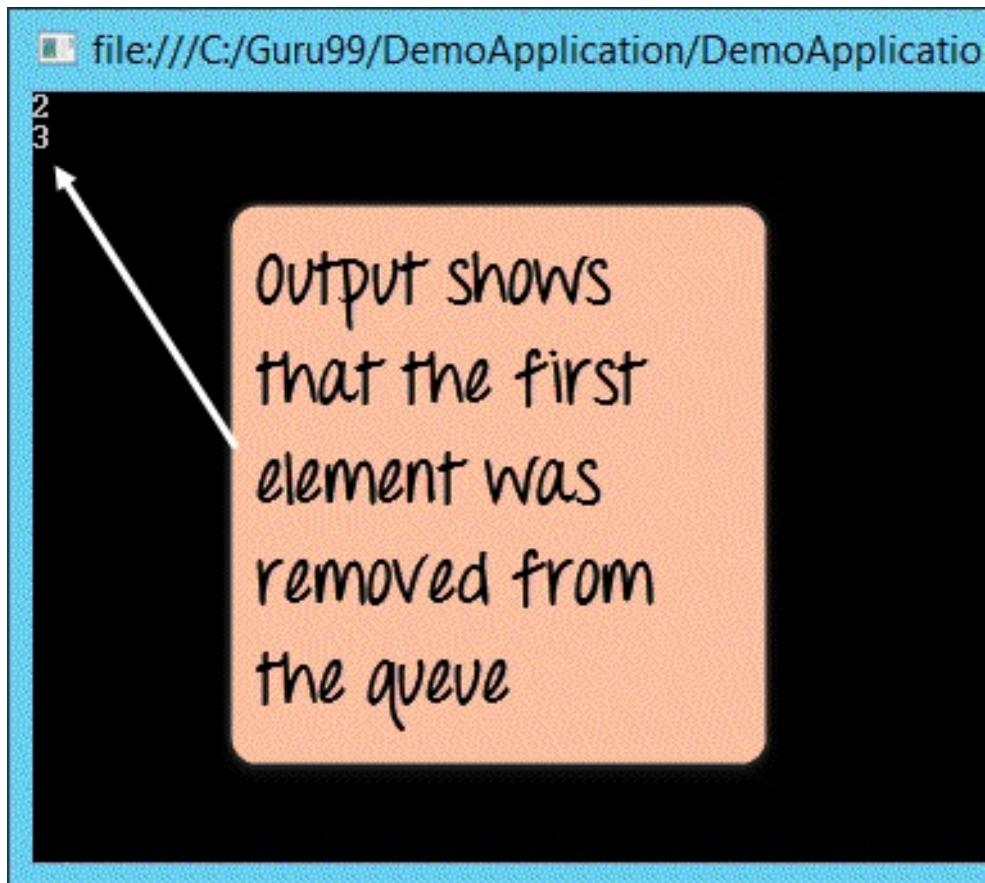 file:///C:/Guru99/DemoApplication/DemoApplicatio
2
3
Output shows
that the first
element was
removed from
the queue